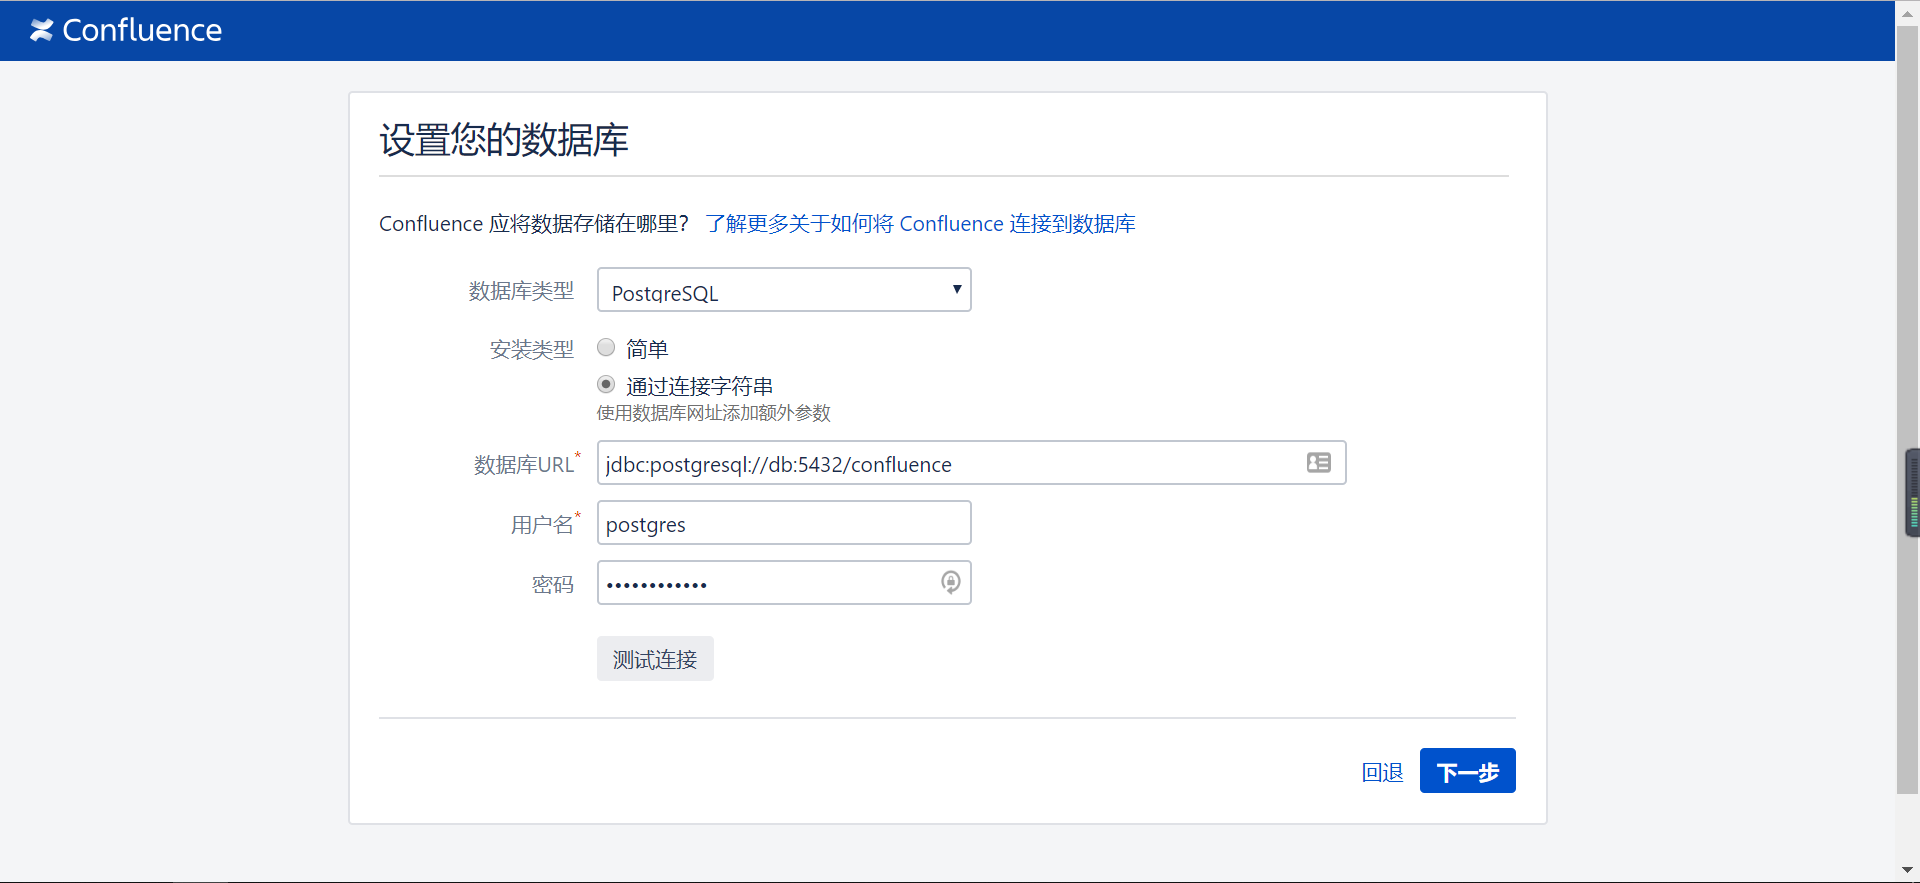 Confluence
设置您的数据库
Confluence 应将数据存储在哪里? 了解更多关于如何将 Confluence 连接到数据库
数据库类型 PostgreSQL
安装类型 简单
通过连接字符串
使用数据库网址添加额外参数
数据库URL* jdbc:postgresql://db:5432/confluence
用户名* postgres
密码 ••••••••••••
测试连接
回退 下一步